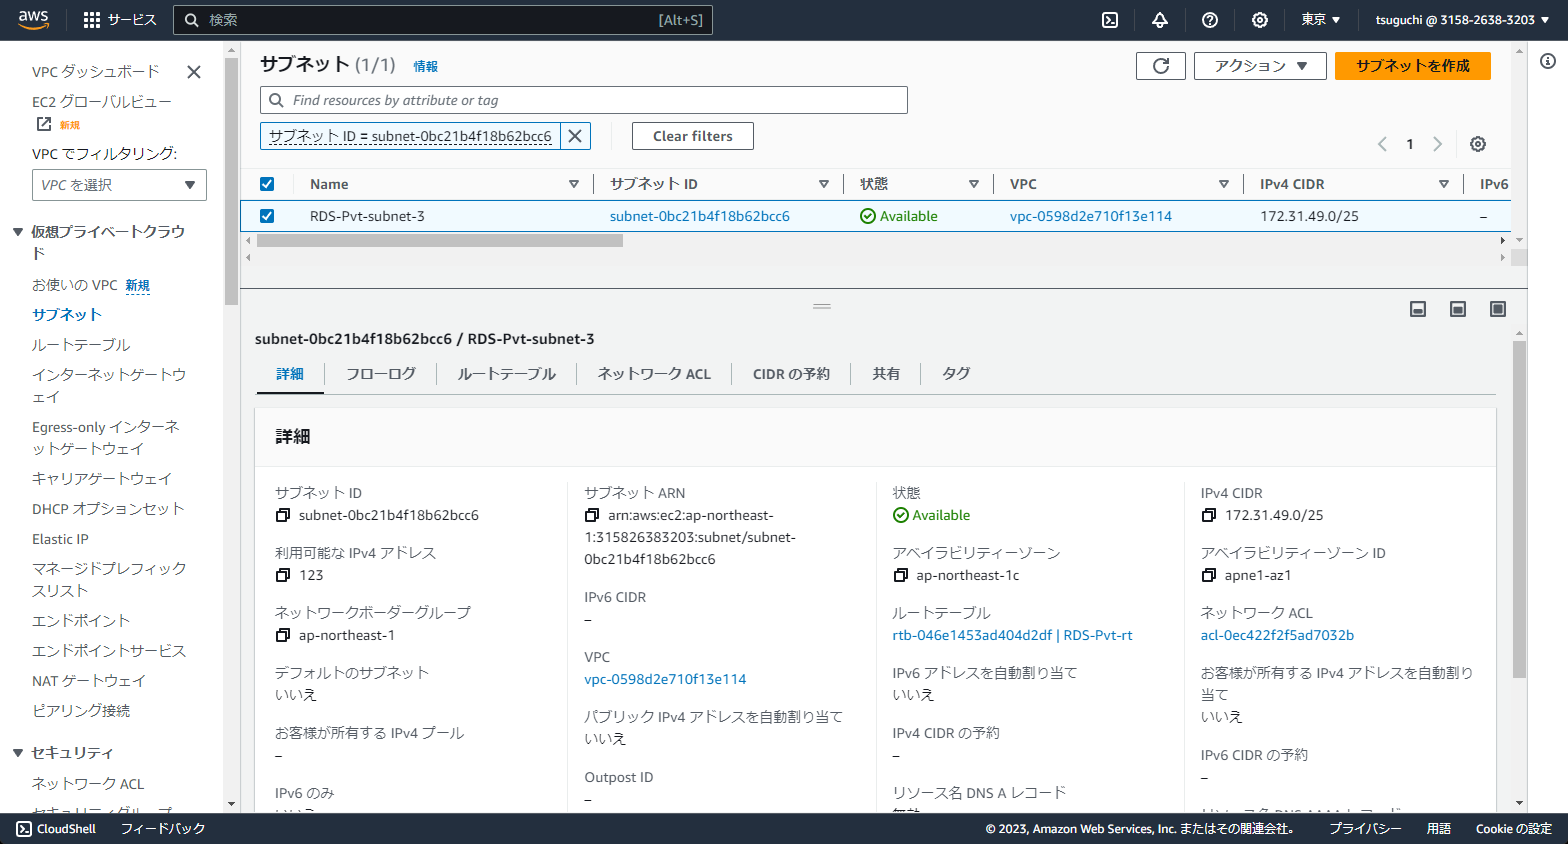 aws
サービス
検索
[Alt+S]
東京 ▼
tsuguchi @ 3158-2638-3203 ▼
VPC ダッシュボード
EC2 グローバルビュー
新規
VPC でフィルタリング:
VPC を選択
仮想プライベートクラウ
ド
お使いの VPC 新規
サブネット
ルートテーブル
インターネットゲートウ
ェイ
Egress-only インターネ
ットゲートウェイ
キャリアゲートウェイ
DHCP オプションセット
Elastic IP
マネージドプレフィック
スリスト
エンドポイント
エンドポイントサービス
NAT ゲートウェイ
ピアリング接続
セキュリティ
ネットワーク ACL
サブネット (1/1) 情報
アクション ▼
サブネットを作成
Find resources by attribute or tag
サブネット ID = subnet-0bc21b4f18b62bcc6
Clear filters
1
Name サブネット ID 状態 VPC IPv4 CIDR IPv6
RDS-Pvt-subnet-3 subnet-0bc21b4f18b62bcc6 Available vpc-0598d2e710f13e114 172.31.49.0/25 –
subnet-0bc21b4f18b62bcc6 / RDS-Pvt-subnet-3
詳細 フローログ ルートテーブル ネットワーク ACL CIDR の予約 共有 タグ
詳細
サブネット ID
subnet-0bc21b4f18b62bcc6
利用可能な IPv4 アドレス
123
ネットワークボーダーグループ
ap-northeast-1
デフォルトのサブネット
いいえ
お客様が所有する IPv4 プール
–
IPv6 のみ
サブネット ARN
arn:aws:ec2:ap-northeast-
1:315826383203:subnet/subnet-
0bc21b4f18b62bcc6
IPv6 CIDR
–
VPC
vpc-0598d2e710f13e114
パブリック IPv4 アドレスを自動割り当て
いいえ
Outpost ID
–
状態
Available
アベイラビリティーゾーン
ap-northeast-1c
ルートテーブル
rtb-046e1453ad404d2df | RDS-Pvt-rt
IPv6 アドレスを自動割り当て
いいえ
IPv4 CIDR の予約
–
リソース名 DNS A レコード
IPv4 CIDR
172.31.49.0/25
アベイラビリティーゾーン ID
apne1-az1
ネットワーク ACL
acl-0ec422f2f5ad7032b
お客様が所有する IPv4 アドレスを自動割り
当て
いいえ
IPv6 CIDR の予約
–
CloudShell
フィードバック
© 2023, Amazon Web Services, Inc. またはその関連会社。
プライバシー
用語
Cookie の設定